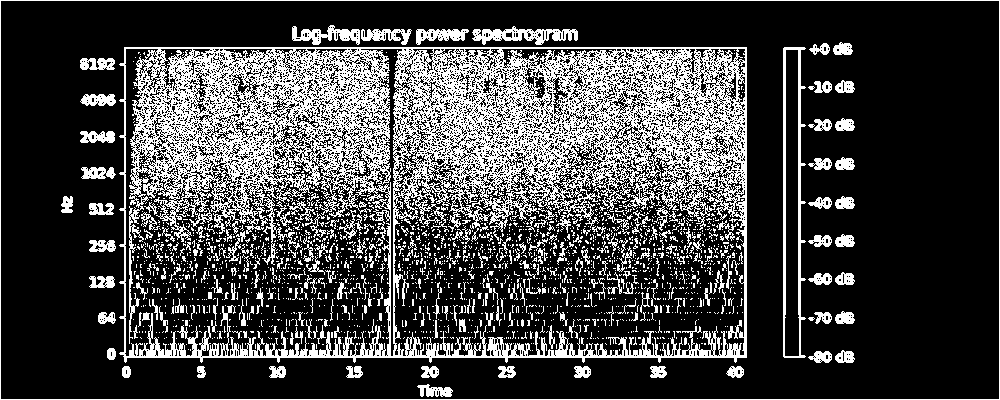 Log-frequency power spectrogram
+0 dB
8192
-10 dB
4096
-20 dB
2048
-30 dB
1024
Hz
512
-40 dB
256
-50 dB
128
-60 dB
64
-70 dB
0
-80 dB
0 5 10 15 20 25 30 35 40
Time